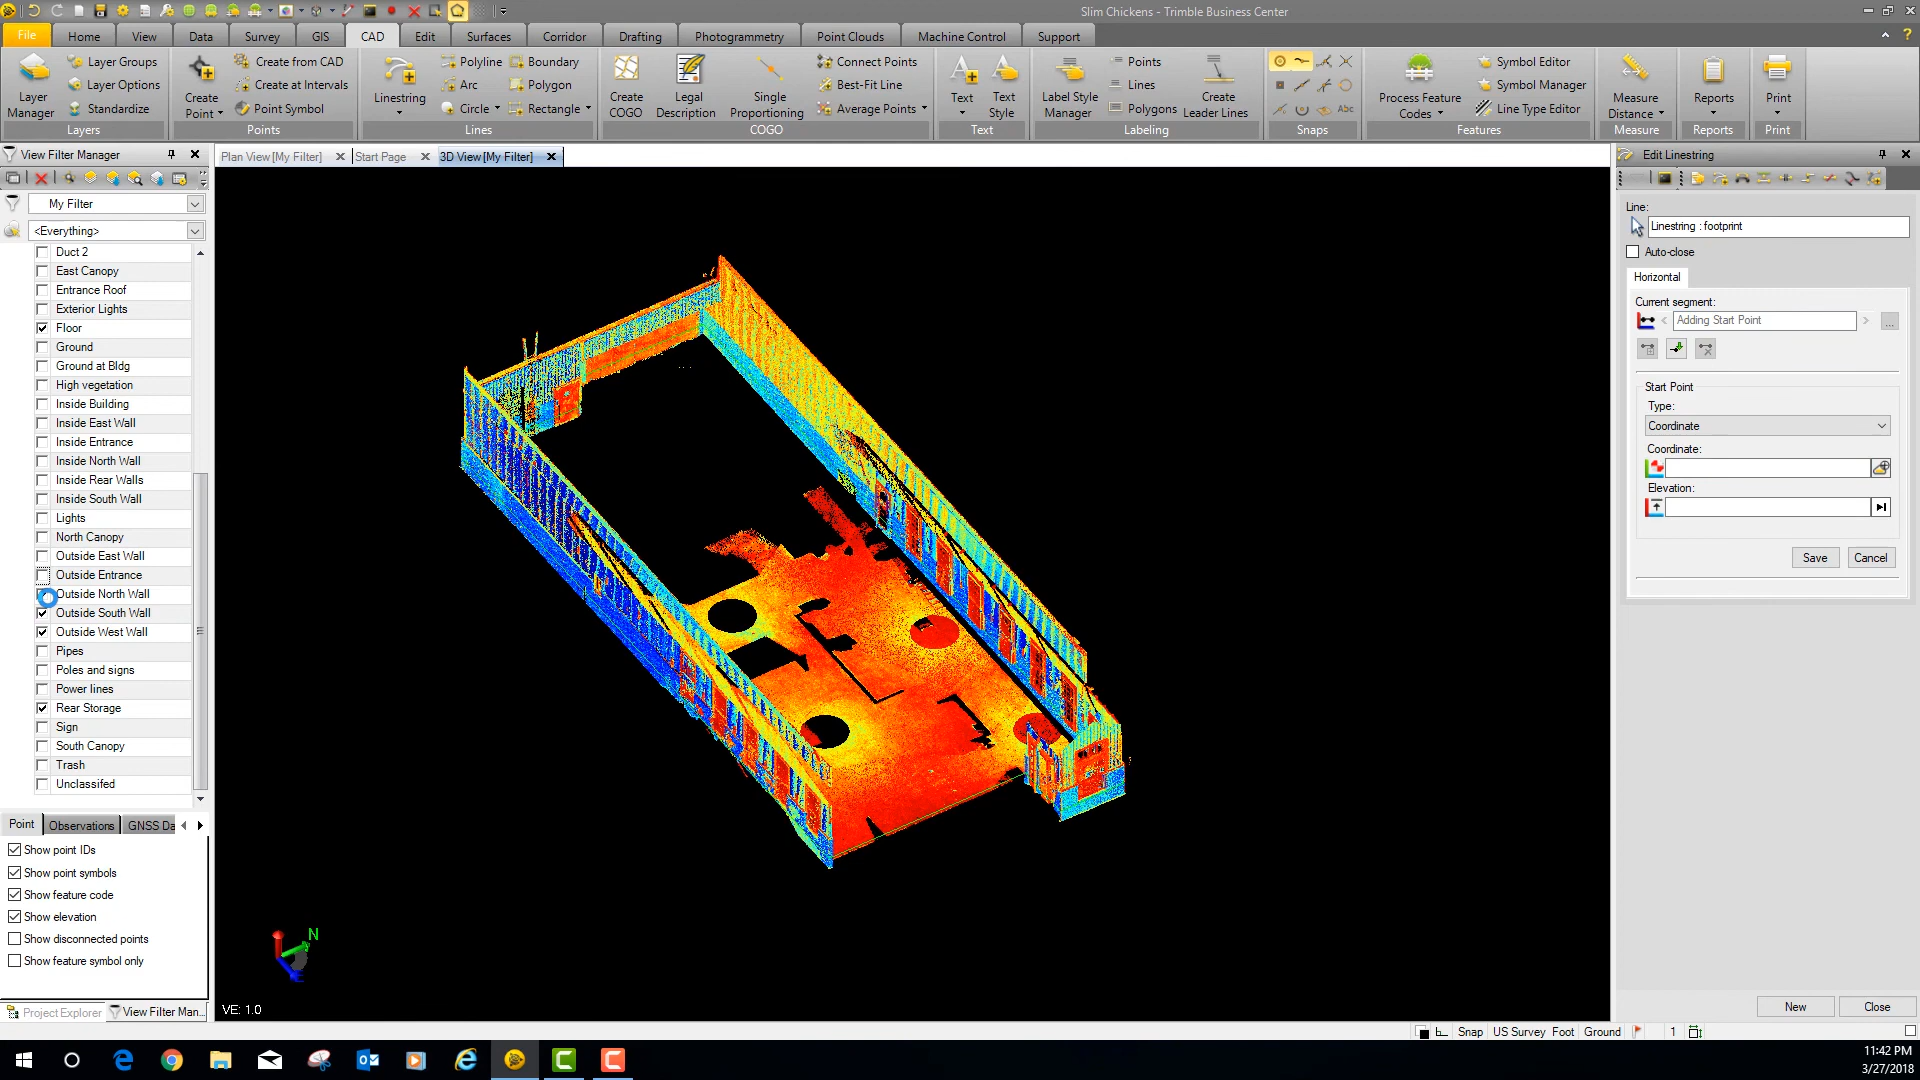 Slim Chickens - Trimble Business Center
File
Home
View
Data
Survey
GIS
CAD
Edit
Surfaces
Corridor
Drafting
Photogrammetry
Point Clouds
Machine Control
Support
Layer Manager
Layer Groups
Layer Options
Standardize
Layers
Create Point
Create from CAD
Create at Intervals
Point Symbol
Points
Linestring
Polyline
Arc
Circle
Boundary
Polygon
Rectangle
Lines
Create COGO
Legal Description
Single Proportioning
Connect Points
Best-Fit Line
Average Points
COGO
Text
Text Style
Text
Label Style Manager
Points
Lines
Polygons
Create Leader Lines
Labeling
Abc
Snaps
Process Feature Codes
Symbol Editor
Symbol Manager
Line Type Editor
Features
Measure Distance
Measure
Reports
Reports
Print
Print
View Filter Manager
My Filter
<Everything>
Duct 2
East Canopy
Entrance Roof
Exterior Lights
Floor
Ground
Ground at Bldg
High vegetation
Inside Building
Inside East Wall
Inside Entrance
Inside North Wall
Inside Rear Walls
Inside South Wall
Lights
North Canopy
Outside East Wall
Outside Entrance
Outside North Wall
Outside South Wall
Outside West Wall
Pipes
Poles and signs
Power lines
Rear Storage
Sign
South Canopy
Trash
Unclassifed
Point
Observations
GNSS Da
Show point IDs
Show point symbols
Show feature code
Show elevation
Show disconnected points
Show feature symbol only
Project Explorer
View Filter Man...
Plan View [My Filter]
Start Page
3D View [My Filter]
N
VE: 1.0
Edit Linestring
Line:
Linestring : footprint
Auto-close
Horizontal
Current segment:
Adding Start Point
...
Start Point
Type:
Coordinate
Coordinate:
Elevation:
Save
Cancel
New
Close
Snap
US Survey Foot
Ground
1
11:42 PM
3/27/2018